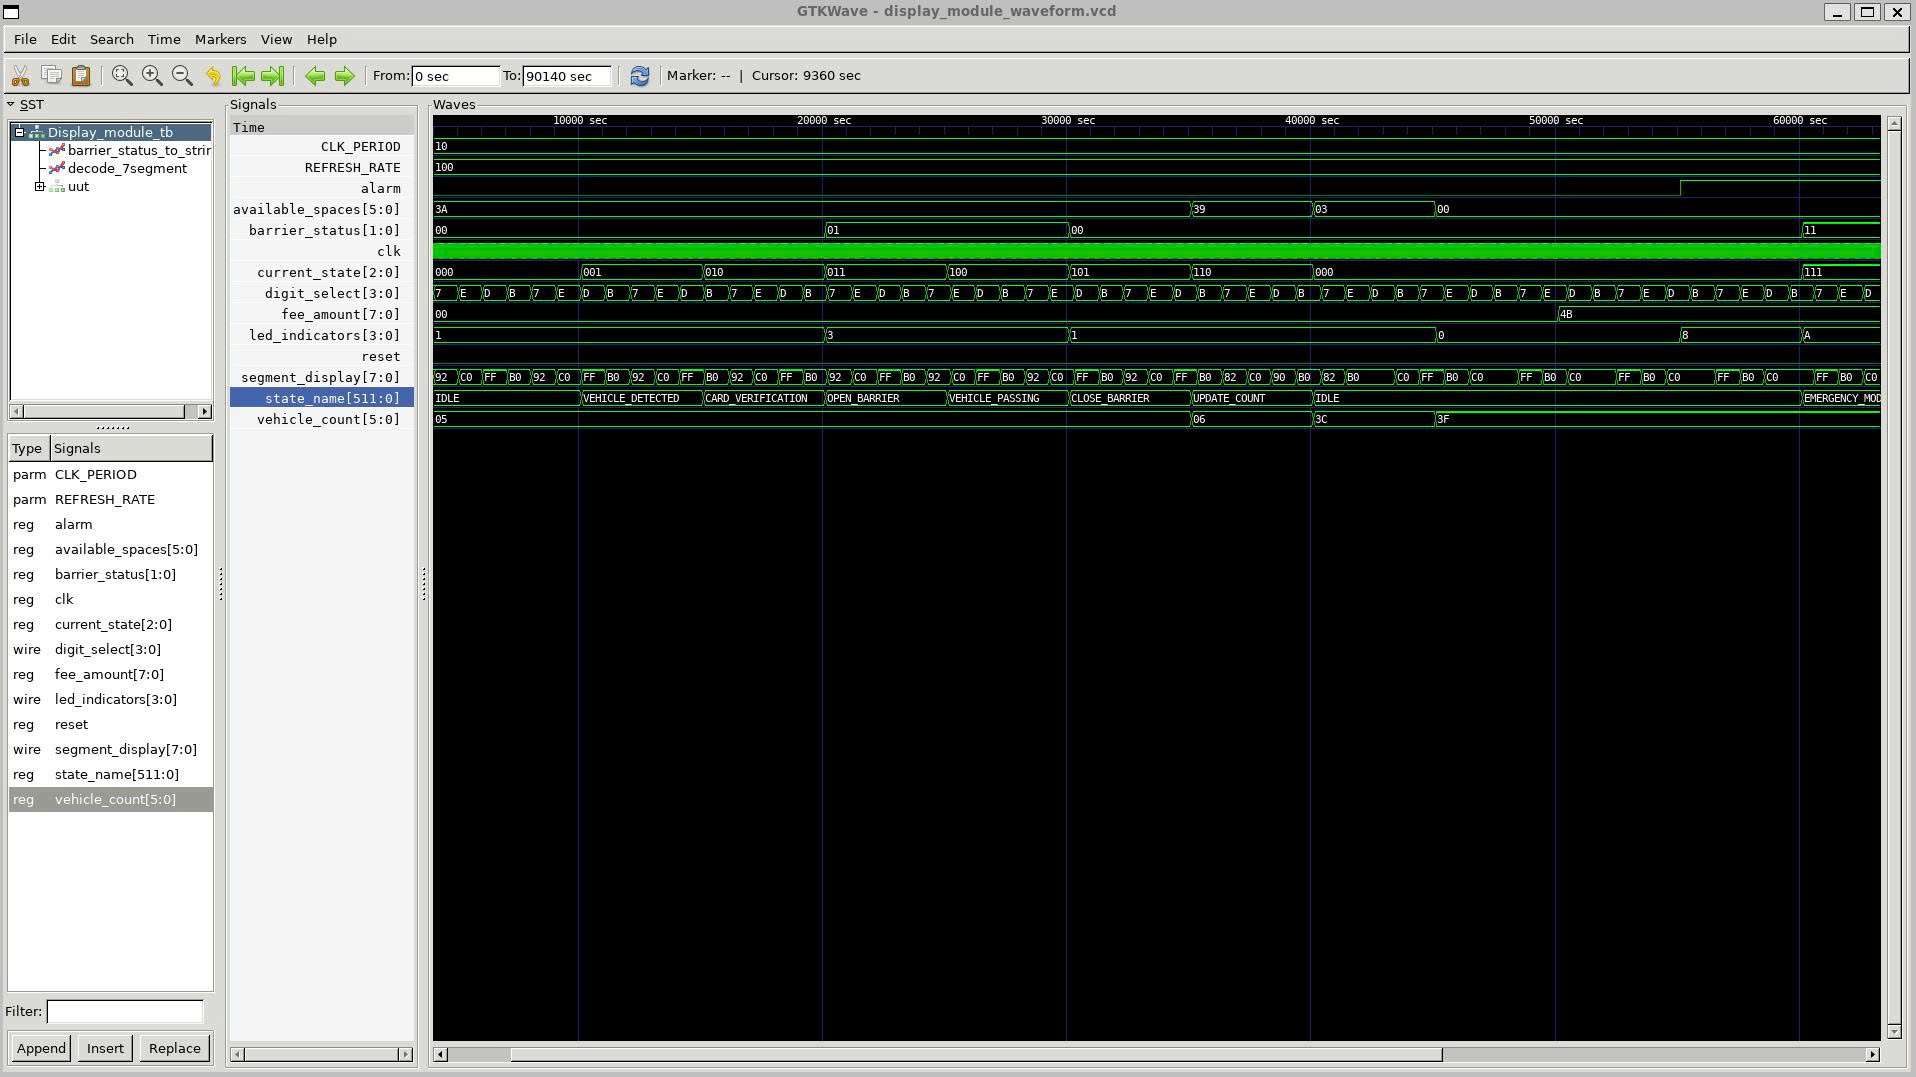 GTKWave - display_module_waveform.vcd
File Edit Search Time Markers View Help
From: 0 sec To: 90140 sec Marker: -- | Cursor: 9360 sec
SST
Display_module_tb
barrier_status_to_strir
decode_7segment
uut
Type Signals
parm CLK_PERIOD
parm REFRESH_RATE
reg alarm
reg available_spaces[5:0]
reg barrier_status[1:0]
reg clk
reg current_state[2:0]
wire digit_select[3:0]
reg fee_amount[7:0]
wire led_indicators[3:0]
reg reset
wire segment_display[7:0]
reg state_name[511:0]
reg vehicle_count[5:0]
Filter:
Append Insert Replace
Signals
Time
CLK_PERIOD
REFRESH_RATE
alarm
available_spaces[5:0]
barrier_status[1:0]
clk
current_state[2:0]
digit_select[3:0]
fee_amount[7:0]
led_indicators[3:0]
reset
segment_display[7:0]
state_name[511:0]
vehicle_count[5:0]
Waves
10000 sec 20000 sec 30000 sec 40000 sec 50000 sec 60000 sec
10
100
3A 39 03 00
00 01 00 11
000 001 010 011 100 101 110 000 111
7 E D B 7 E D B 7 E D B 7 E D B 7 E D B 7 E D B 7 E D B 7 E D B 7 E D B 7 E D B 7 E D B 7 E D B 7 E D B 7 E D B 7 E D
00 4B
1 3 1 0 8 A
92 C0 FF B0 92 C0 FF 92 C0 FF B0 92 C0 FF B0 92 C0 FF B0 92 C0 FF B0 92 C0 FF B0 92 C0 FF B0 82 C0 90 B0 82 B0 C0 FF B0 C0 FF B0 C0 FF B0 C0 FF B0 C0 FF B0 C0
IDLE VEHICLE_DETECTED CARD_VERIFICATION OPEN_BARRIER VEHICLE_PASSING CLOSE_BARRIER UPDATE_COUNT IDLE EMERGENCY_MOD
05 06 3C 3F